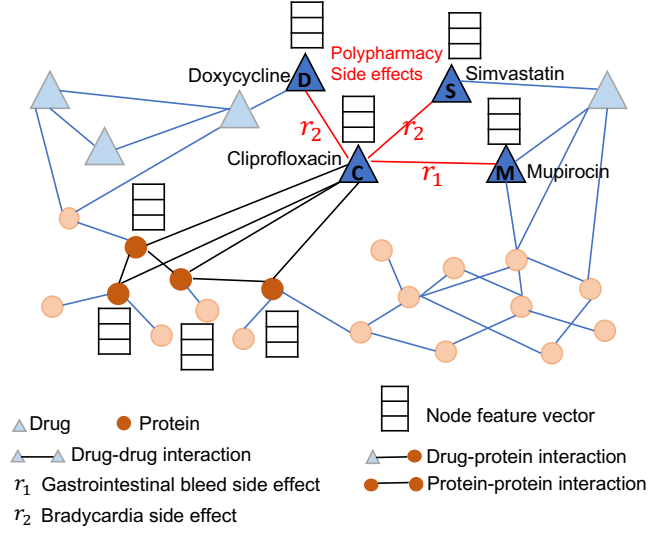 Polypharmacy
Side effects
Doxycycline
D
S
Simvastatin
r2
r2
Cliprofloxacin
C
r1
M
Mupirocin
Node feature vector
Drug
Protein
Drug-drug interaction
Drug-protein interaction
r1 Gastrointestinal bleed side effect
Protein-protein interaction
r2 Bradycardia side effect